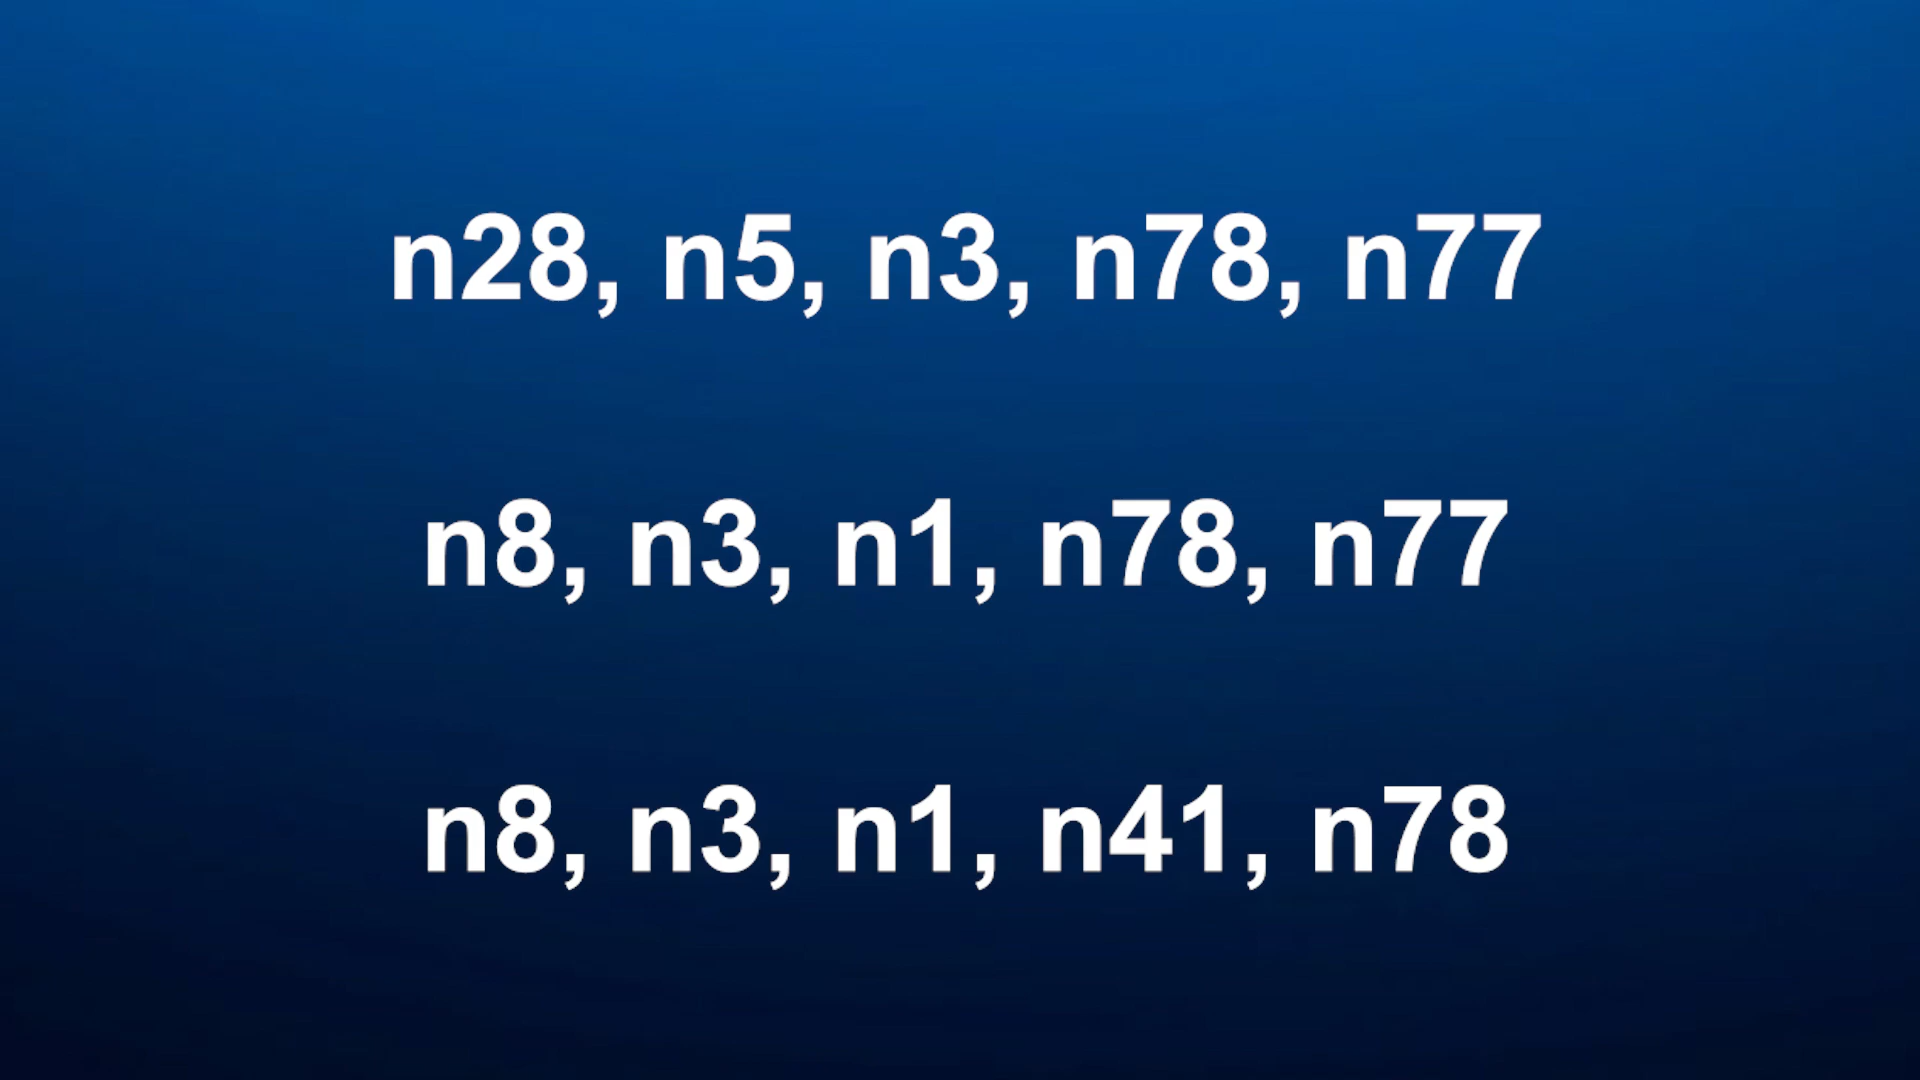 n28, n5, n3, n78, n77
n8, n3, n1, n78, n77
n8, n3, n1, n41, n78